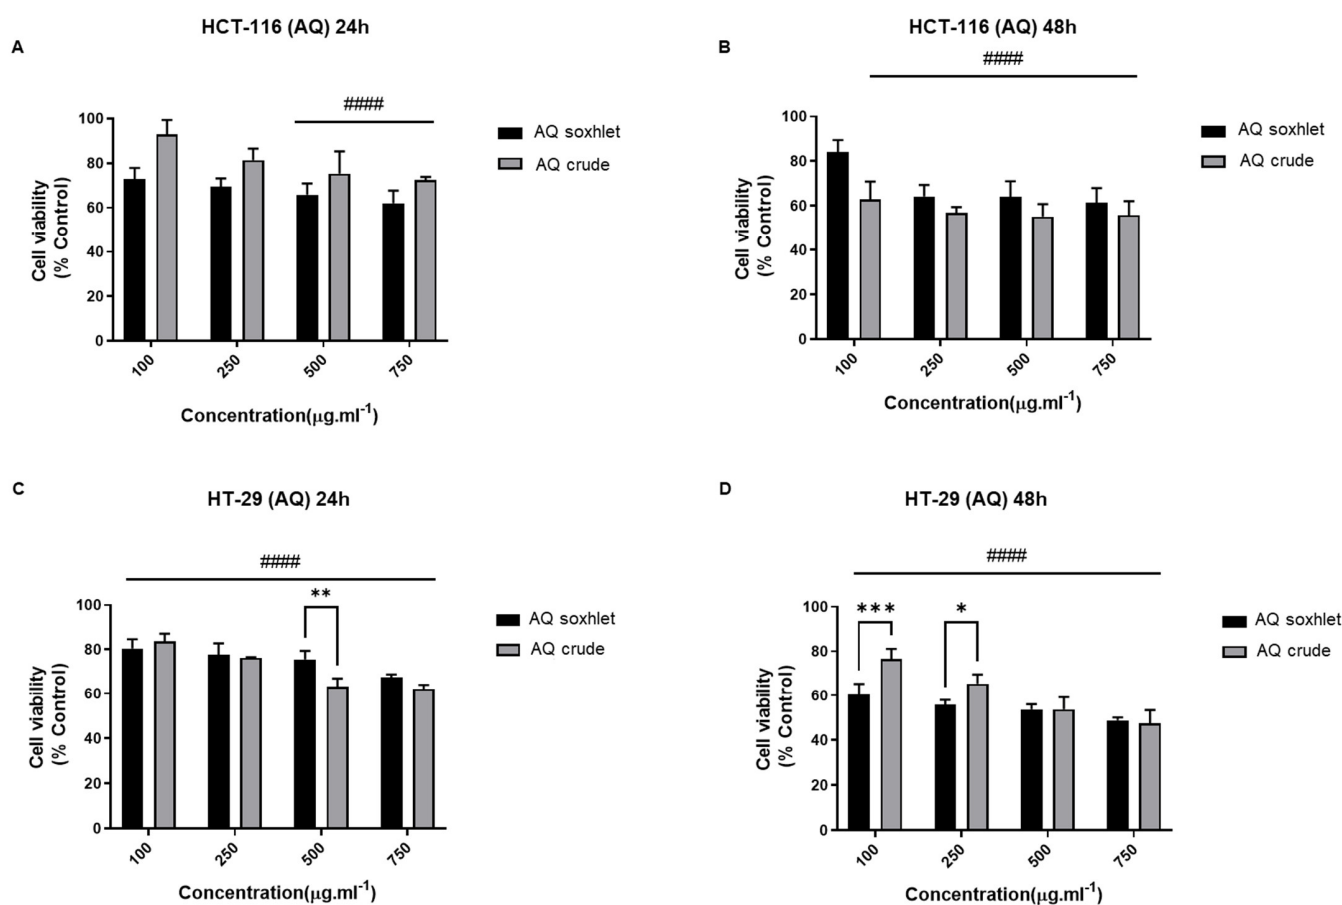 HCT-116 (AQ) 24h
A
####
100
80
60
40
20
0
Cell viability
(% Control)
100
250
500
750
Concentration(μg.ml-1)
AQ soxhlet
AQ crude
HCT-116 (AQ) 48h
B
####
100
80
60
40
20
0
Cell viability
(% Control)
100
250
500
750
Concentration(μg.ml-1)
AQ soxhlet
AQ crude
C
HT-29 (AQ) 24h
####
**
100
80
60
40
20
0
Cell viability
(% Control)
100
250
500
750
Concentration(μg.ml-1)
AQ soxhlet
AQ crude
D
HT-29 (AQ) 48h
####
***
*
100
80
60
40
20
0
Cell viability
(% Control)
100
250
500
750
Concentration(μg.ml-1)
AQ soxhlet
AQ crude